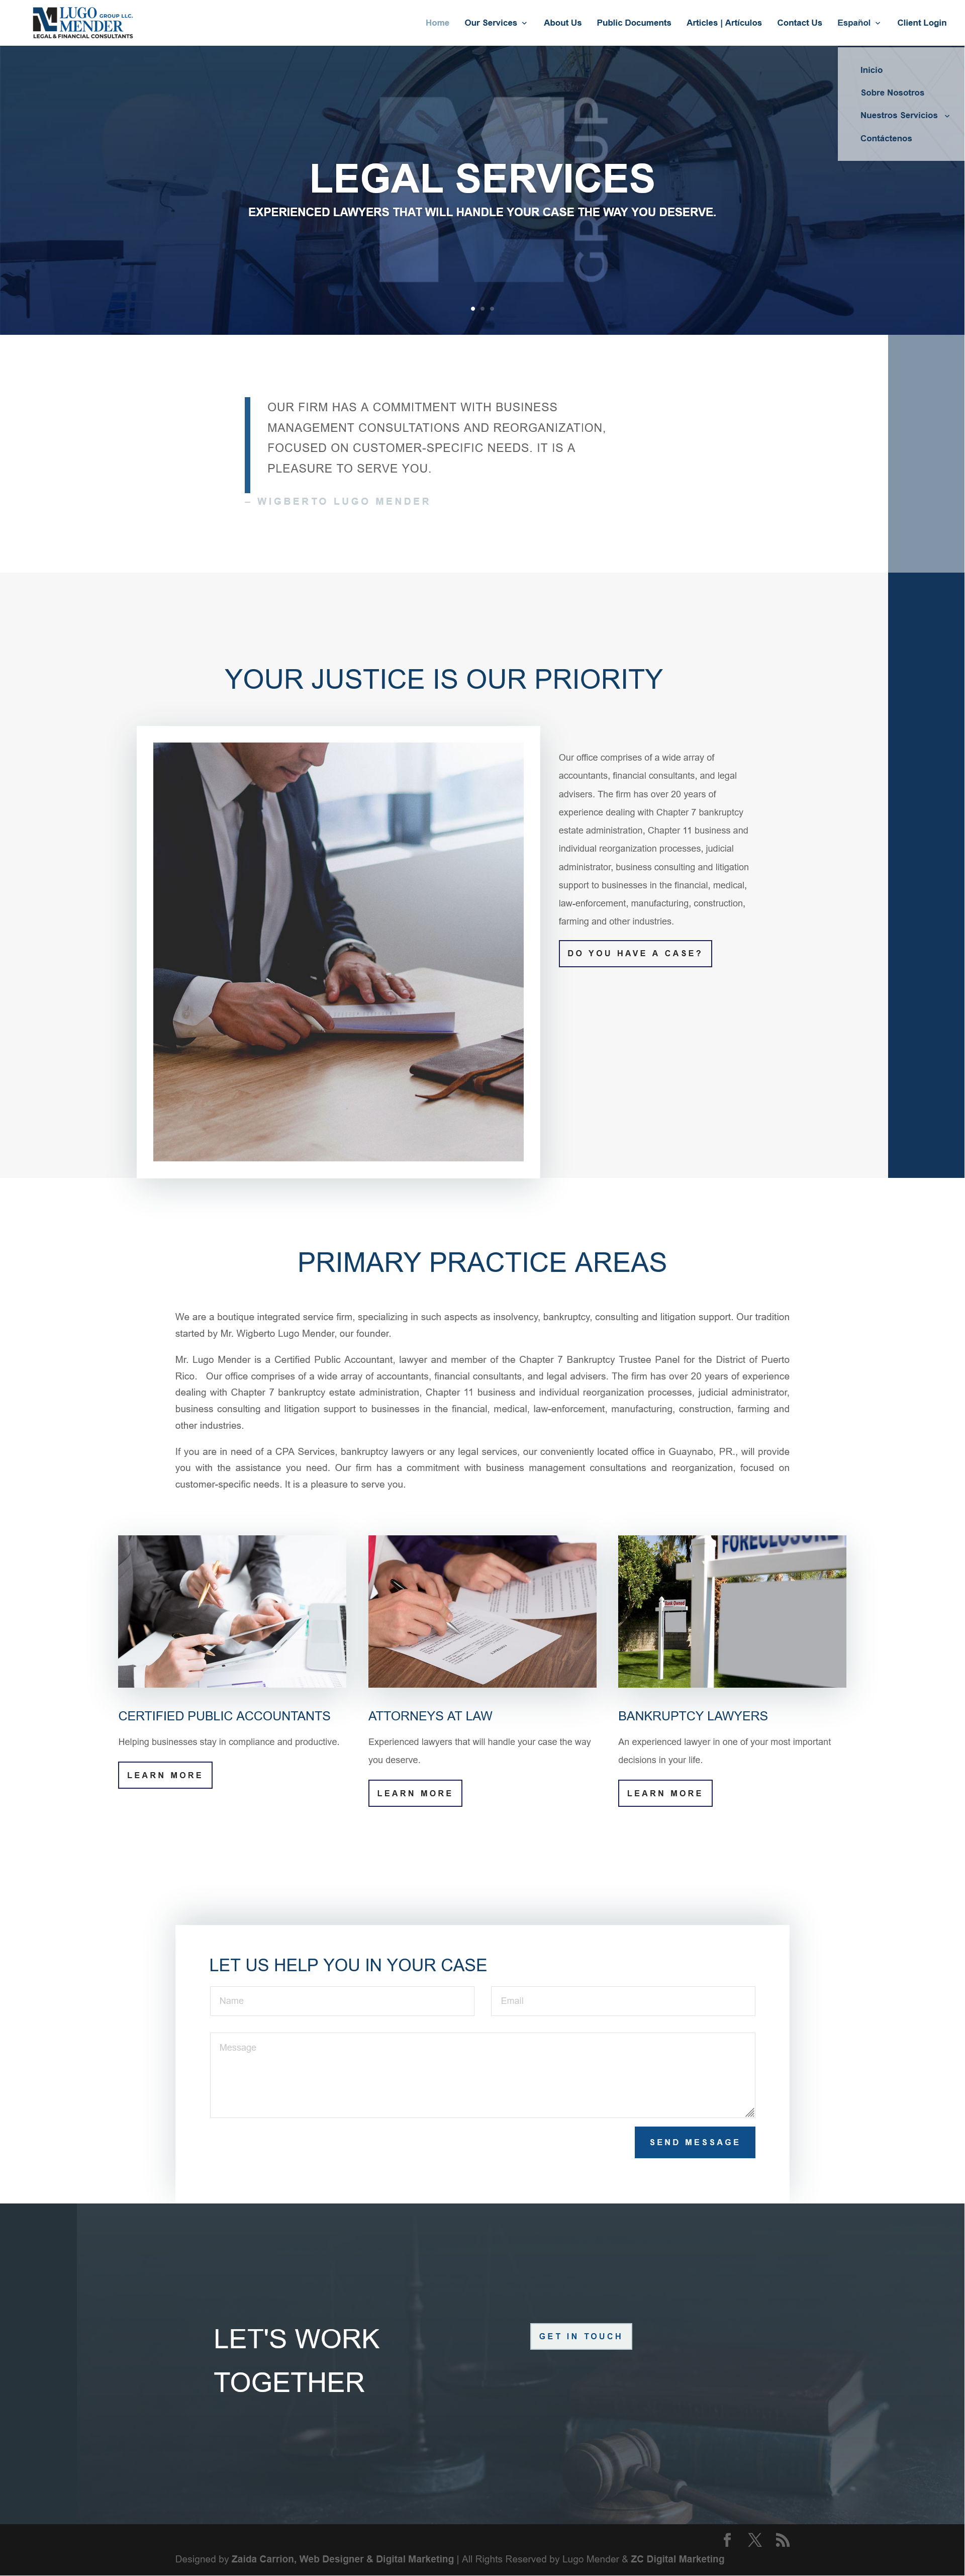 LUGO GROUP LLC.
MENDER
LEGAL & FINANCIAL CONSULTANTS
Home Our Services About Us Public Documents Articles | Artículos Contact Us Español Client Login
Inicio
Sobre Nosotros
Nuestros Servicios
Contáctenos
GROUP
LEGAL SERVICES
EXPERIENCED LAWYERS THAT WILL HANDLE YOUR CASE THE WAY YOU DESERVE.
OUR FIRM HAS A COMMITMENT WITH BUSINESS
MANAGEMENT CONSULTATIONS AND REORGANIZATION,
FOCUSED ON CUSTOMER-SPECIFIC NEEDS. IT IS A
PLEASURE TO SERVE YOU.
– WIGBERTO LUGO MENDER
YOUR JUSTICE IS OUR PRIORITY
Our office comprises of a wide array of
accountants, financial consultants, and legal
advisers. The firm has over 20 years of
experience dealing with Chapter 7 bankruptcy
estate administration, Chapter 11 business and
individual reorganization processes, judicial
administrator, business consulting and litigation
support to businesses in the financial, medical,
law-enforcement, manufacturing, construction,
farming and other industries.
DO YOU HAVE A CASE?
PRIMARY PRACTICE AREAS
We are a boutique integrated service firm, specializing in such aspects as insolvency, bankruptcy, consulting and litigation support. Our tradition
started by Mr. Wigberto Lugo Mender, our founder.
Mr. Lugo Mender is a Certified Public Accountant, lawyer and member of the Chapter 7 Bankruptcy Trustee Panel for the District of Puerto
Rico. Our office comprises of a wide array of accountants, financial consultants, and legal advisers. The firm has over 20 years of experience
dealing with Chapter 7 bankruptcy estate administration, Chapter 11 business and individual reorganization processes, judicial administrator,
business consulting and litigation support to businesses in the financial, medical, law-enforcement, manufacturing, construction, farming and
other industries.
If you are in need of a CPA Services, bankruptcy lawyers or any legal services, our conveniently located office in Guaynabo, PR., will provide
you with the assistance you need. Our firm has a commitment with business management consultations and reorganization, focused on
customer-specific needs. It is a pleasure to serve you.
FORECLOSURE
CERTIFIED PUBLIC ACCOUNTANTS
Helping businesses stay in compliance and productive.
LEARN MORE
ATTORNEYS AT LAW
Experienced lawyers that will handle your case the way
you deserve.
LEARN MORE
BANKRUPTCY LAWYERS
An experienced lawyer in one of your most important
decisions in your life.
LEARN MORE
LET US HELP YOU IN YOUR CASE
Name
Email
Message
SEND MESSAGE
LET'S WORK
TOGETHER
GET IN TOUCH
Designed by Zaida Carrion, Web Designer & Digital Marketing | All Rights Reserved by Lugo Mender & ZC Digital Marketing